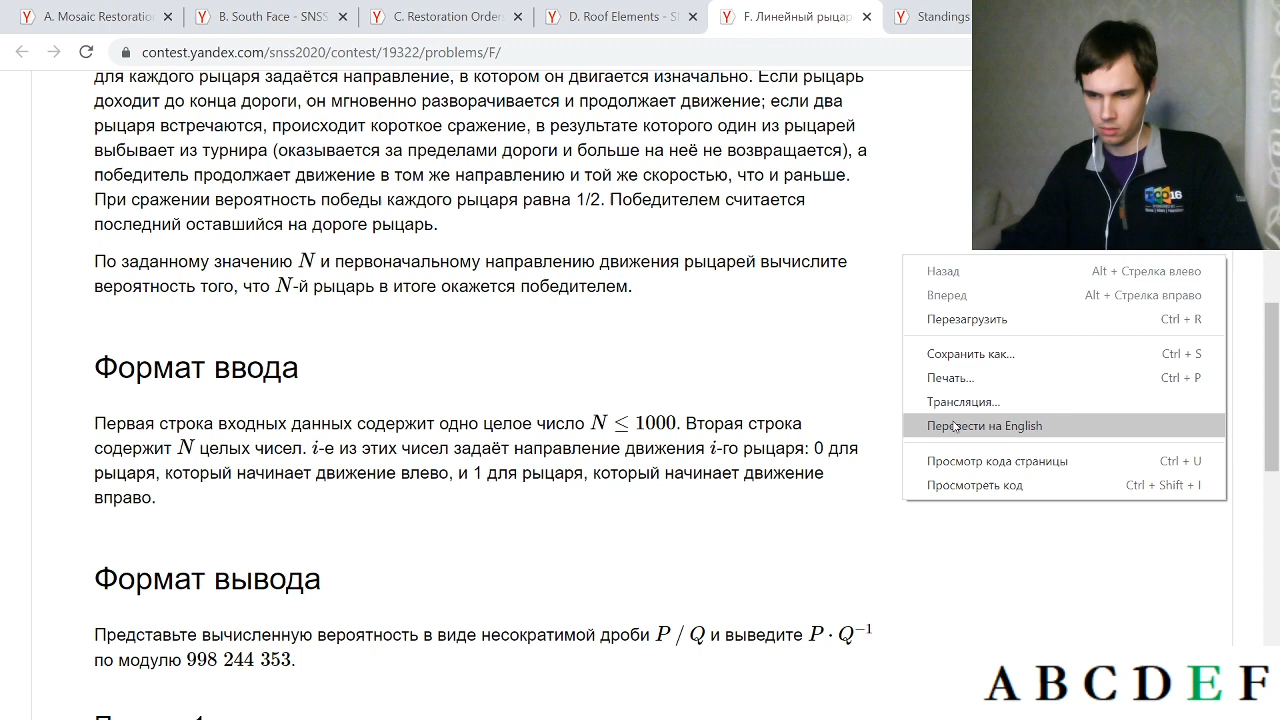 A. Mosaic Restoration
B. South Face - SNSS
C. Restoration Order
D. Roof Elements - S
F. Линейный рыцар
Standings
contest.yandex.com/snss2020/contest/19322/problems/F/
для каждого рыцаря задаётся направление, в котором он двигается изначально. Если рыцарь
доходит до конца дороги, он мгновенно разворачивается и продолжает движение; если два
рыцаря встречаются, происходит короткое сражение, в результате которого один из рыцарей
выбывает из турнира (оказывается за пределами дороги и больше на неё не возвращается), а
победитель продолжает движение в том же направлению и той же скоростью, что и раньше.
При сражении вероятность победы каждого рыцаря равна 1/2. Победителем считается
последний оставшийся на дороге рыцарь.
По заданному значению N и первоначальному направлению движения рыцарей вычислите
вероятность того, что N-й рыцарь в итоге окажется победителем.
Формат ввода
Первая строка входных данных содержит одно целое число N ≤ 1000. Вторая строка
содержит N целых чисел. i-е из этих чисел задаёт направление движения i-го рыцаря: 0 для
рыцаря, который начинает движение влево, и 1 для рыцаря, который начинает движение
вправо.
Формат вывода
Представьте вычисленную вероятность в виде несократимой дроби P / Q и выведите P · Q⁻¹
по модулю 998 244 353.
Назад Alt + Стрелка влево
Вперед Alt + Стрелка вправо
Перезагрузить Ctrl + R
Сохранить как... Ctrl + S
Печать... Ctrl + P
Трансляция...
Перевести на English
Просмотр кода страницы Ctrl + U
Просмотреть код Ctrl + Shift + I
16
A B C D E F